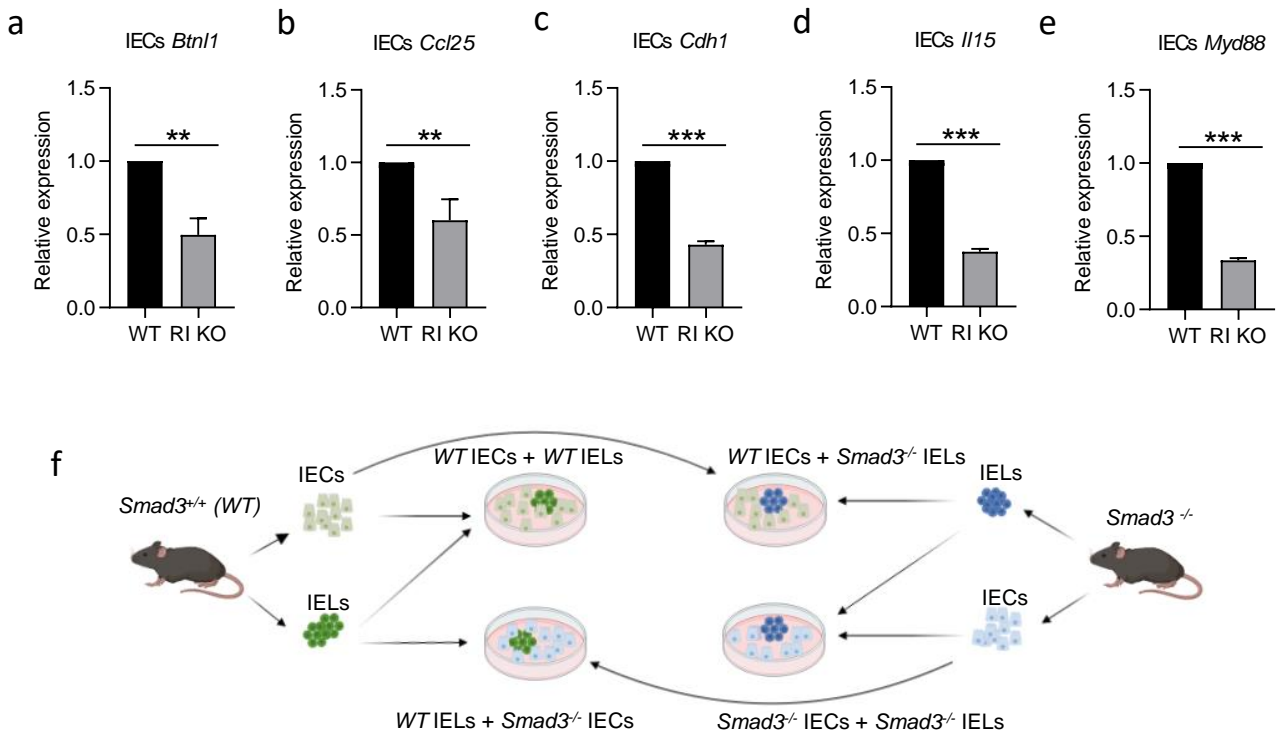 a
IECs Btnl1
Relative expression
1.5
1.0
0.5
0.0
**
WT RI KO
b
IECs Ccl25
Relative expression
1.5
1.0
0.5
0.0
**
WT RI KO
c
IECs Cdh1
Relative expression
1.5
1.0
0.5
0.0
***
WT RI KO
d
IECs Il15
Relative expression
1.5
1.0
0.5
0.0
***
WT RI KO
e
IECs Myd88
Relative expression
1.5
1.0
0.5
0.0
***
WT RI KO
f
Smad3+/+ (WT)
IECs
IELs
WT IECs + WT IELs
WT IECs + Smad3-/- IELs
IELs
Smad3 -/-
IECs
WT IELs + Smad3-/- IECs
Smad3-/- IECs + Smad3-/- IELs